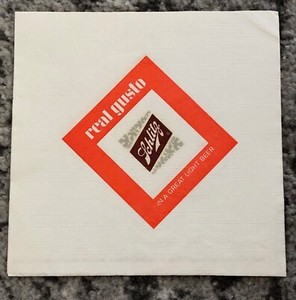 real gusto
Schlitz
IN A GREAT LIGHT BEER